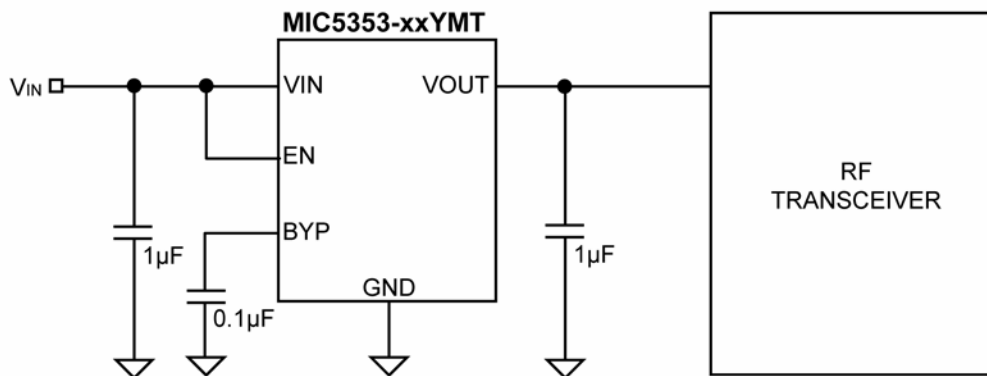 MIC5353-xxYMT
VIN
VIN
VOUT
EN
BYP
GND
1µF
0.1µF
1µF
RF
TRANSCEIVER